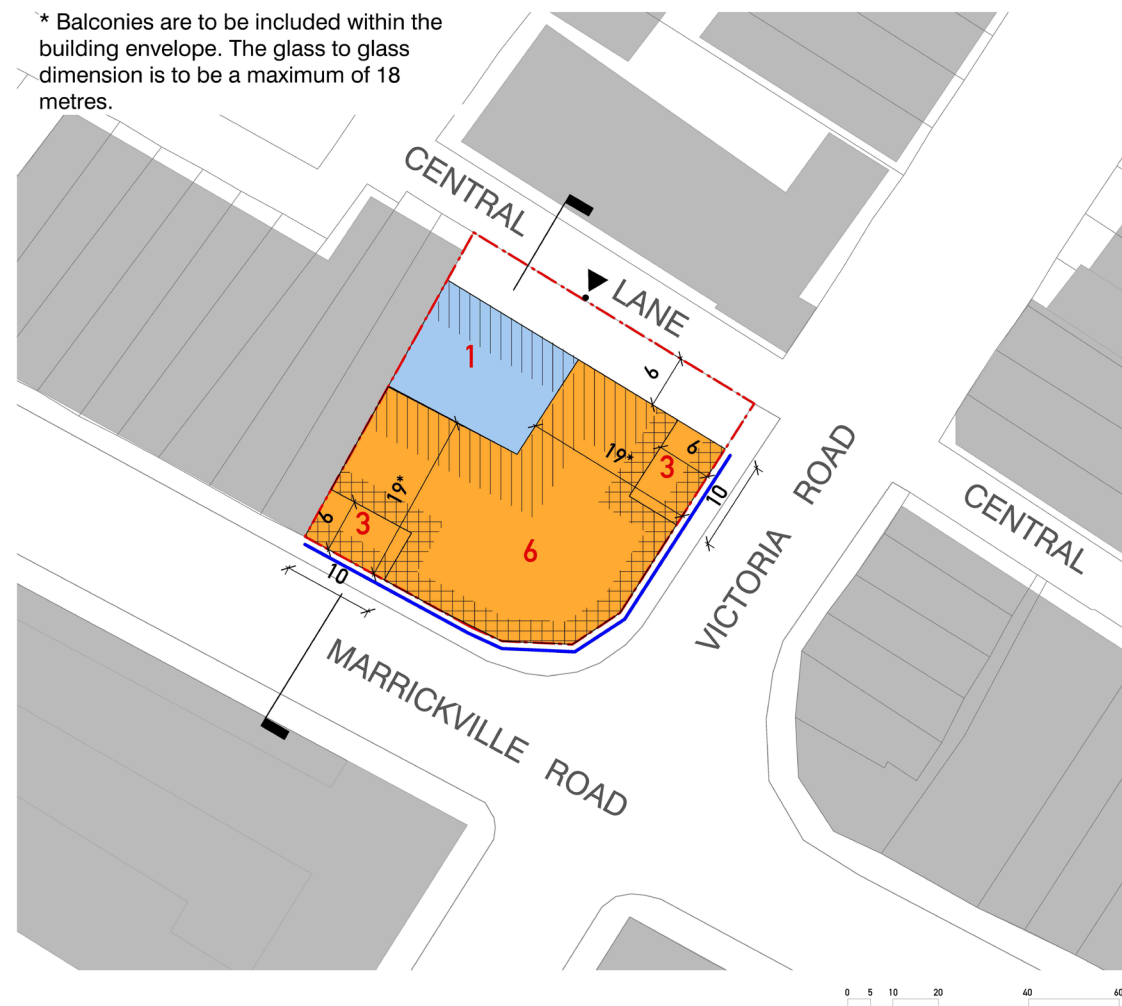 * Balconies are to be included within the
building envelope. The glass to glass
dimension is to be a maximum of 18
metres.
CENTRAL
LANE
1
6
19*
6
3
10
VICTORIA ROAD
CENTRAL
19*
6
3
6
10
MARRICKVILLE ROAD
0 5 10 20 40 60